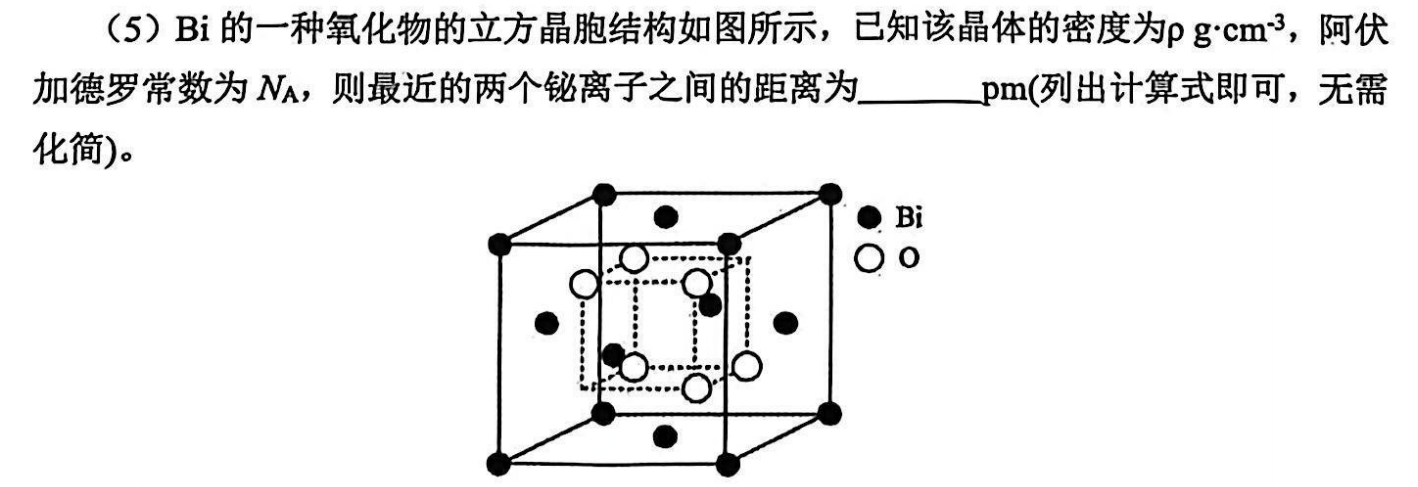 （5）Bi 的一种氧化物的立方晶胞结构如图所示，已知该晶体的密度为ρ g·cm⁻³，阿伏
加德罗常数为 Nᴀ，则最近的两个铋离子之间的距离为______pm(列出计算式即可，无需
化简)。
Bi
O